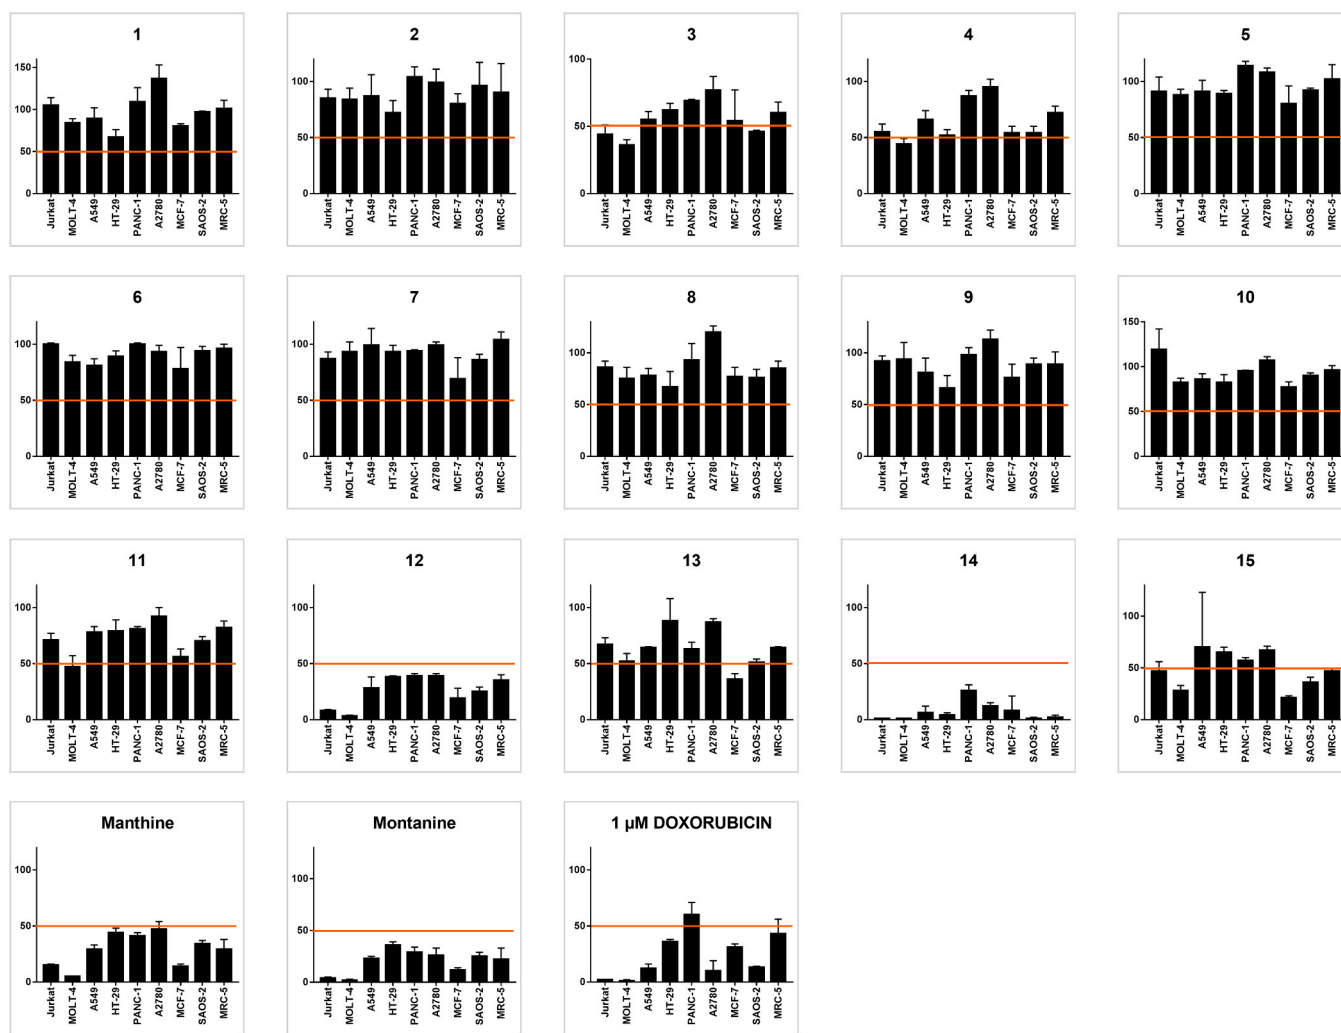 1
150
100
50
0
Jurkat
MOLT-4
A549
HT-29
PANC-1
A2780
MCF-7
SAOS-2
MRC-5
2
100
50
0
Jurkat
MOLT-4
A549
HT-29
PANC-1
A2780
MCF-7
SAOS-2
MRC-5
3
100
50
0
Jurkat
MOLT-4
A549
HT-29
PANC-1
A2780
MCF-7
SAOS-2
MRC-5
4
100
50
0
Jurkat
MOLT-4
A549
HT-29
PANC-1
A2780
MCF-7
SAOS-2
MRC-5
5
100
50
0
Jurkat
MOLT-4
A549
HT-29
PANC-1
A2780
MCF-7
SAOS-2
MRC-5
6
100
50
0
Jurkat
MOLT-4
A549
HT-29
PANC-1
A2780
MCF-7
SAOS-2
MRC-5
7
100
50
0
Jurkat
MOLT-4
A549
HT-29
PANC-1
A2780
MCF-7
SAOS-2
MRC-5
8
100
50
0
Jurkat
MOLT-4
A549
HT-29
PANC-1
A2780
MCF-7
SAOS-2
MRC-5
9
100
50
0
Jurkat
MOLT-4
A549
HT-29
PANC-1
A2780
MCF-7
SAOS-2
MRC-5
10
150
100
50
0
Jurkat
MOLT-4
A549
HT-29
PANC-1
A2780
MCF-7
SAOS-2
MRC-5
11
100
50
0
Jurkat
MOLT-4
A549
HT-29
PANC-1
A2780
MCF-7
SAOS-2
MRC-5
12
100
50
0
Jurkat
MOLT-4
A549
HT-29
PANC-1
A2780
MCF-7
SAOS-2
MRC-5
13
100
50
0
Jurkat
MOLT-4
A549
HT-29
PANC-1
A2780
MCF-7
SAOS-2
MRC-5
14
100
50
0
Jurkat
MOLT-4
A549
HT-29
PANC-1
A2780
MCF-7
SAOS-2
MRC-5
15
100
50
0
Jurkat
MOLT-4
A549
HT-29
PANC-1
A2780
MCF-7
SAOS-2
MRC-5
Manthine
100
50
0
Jurkat
MOLT-4
A549
HT-29
PANC-1
A2780
MCF-7
SAOS-2
MRC-5
Montanine
100
50
0
Jurkat
MOLT-4
A549
HT-29
PANC-1
A2780
MCF-7
SAOS-2
MRC-5
1 µM DOXORUBICIN
100
50
0
Jurkat
MOLT-4
A549
HT-29
PANC-1
A2780
MCF-7
SAOS-2
MRC-5